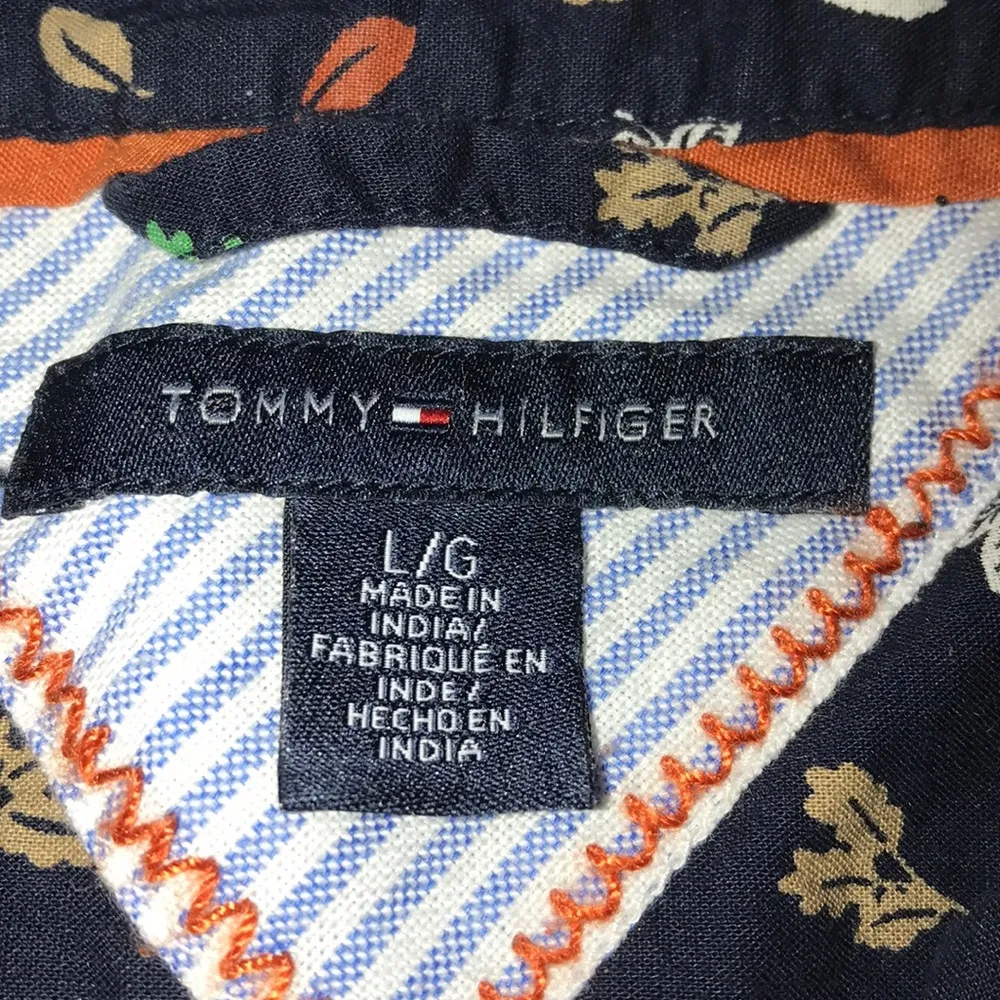 TOMMY HILFIGER
L/G
MADE IN
INDIA/
FABRIQUÉ EN
INDE/
HECHO EN
INDIA